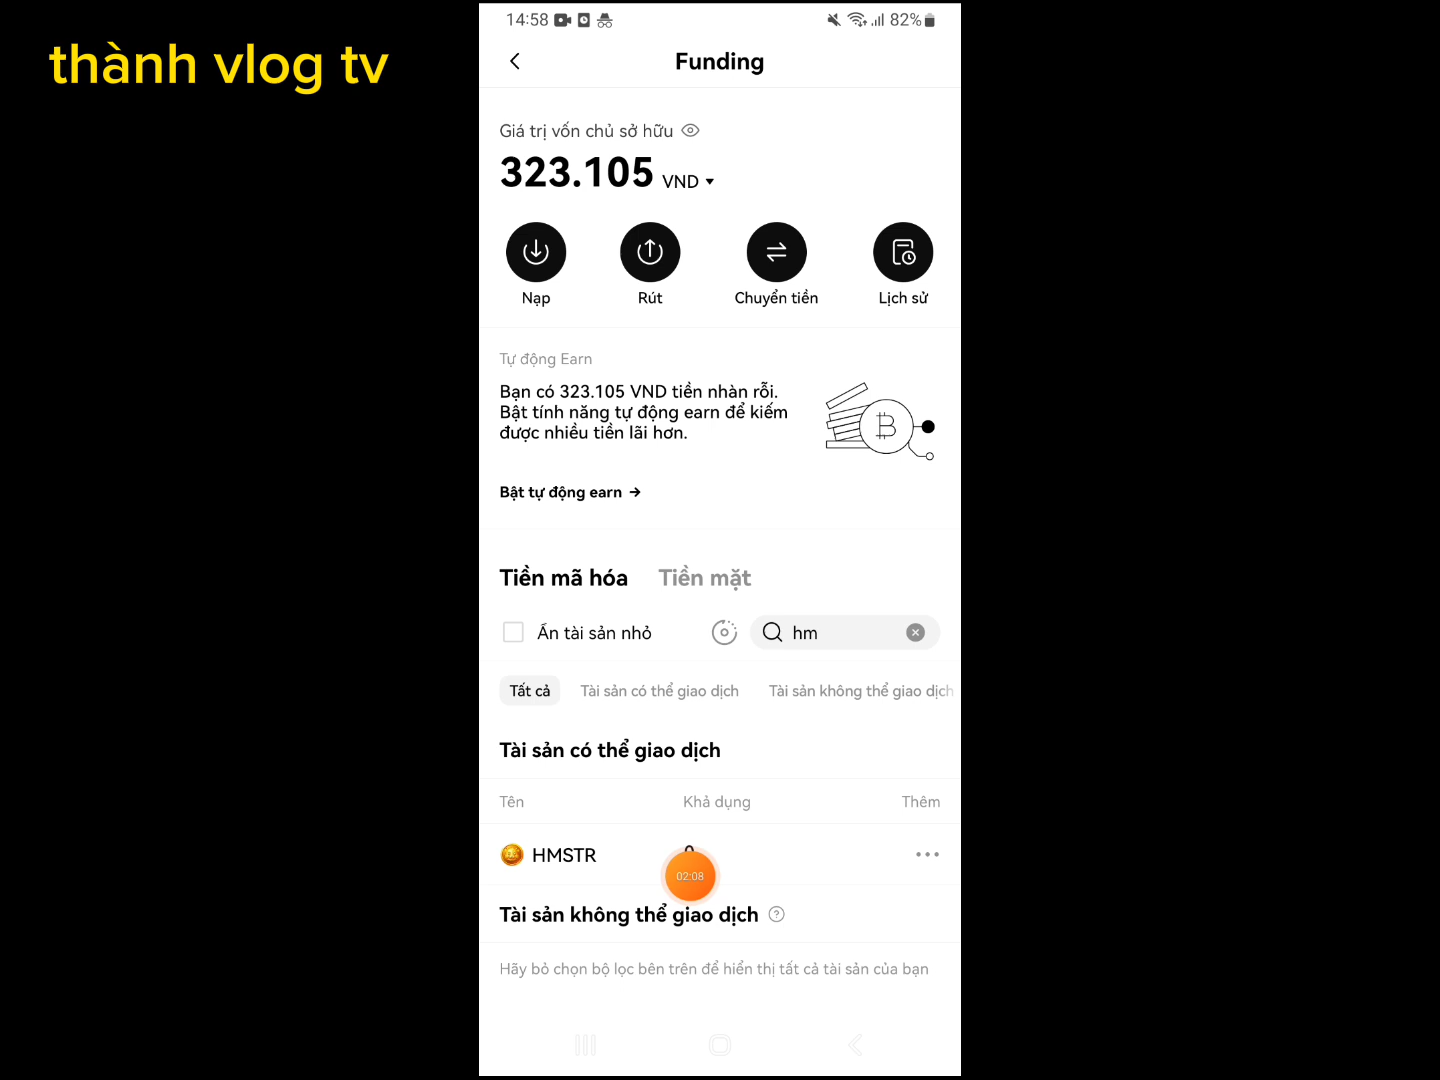 thành vlog tv
14:58
82%
Funding
Giá trị vốn chủ sở hữu
323.105 VND
Nạp
Rút
Chuyển tiền
Lịch sử
Tự động Earn
Bạn có 323.105 VND tiền nhàn rỗi.
Bật tính năng tự động earn để kiếm
được nhiều tiền lãi hơn.
Bật tự động earn →
Tiền mã hóa
Tiền mặt
Ẩn tài sản nhỏ
hm
Tất cả
Tài sản có thể giao dịch
Tài sản không thể giao dịch
Tài sản có thể giao dịch
Tên
Khả dụng
Thêm
HMSTR
02:08
Tài sản không thể giao dịch
Hãy bỏ chọn bộ lọc bên trên để hiển thị tất cả tài sản của bạn